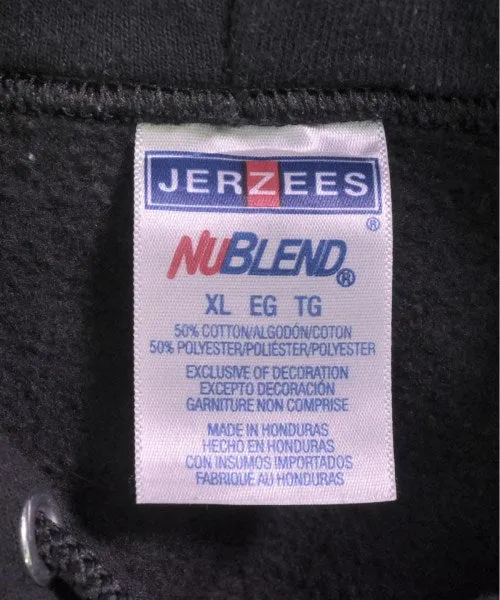 JERZEES
®
NUBLEND®
XL EG TG
50% COTTON/ALGODÓN/COTON
50% POLYESTER/POLIÉSTER/POLYESTER
EXCLUSIVE OF DECORATION
EXCEPTO DECORACIÓN
GARNITURE NON COMPRISE
MADE IN HONDURAS
HECHO EN HONDURAS
CON INSUMOS IMPORTADOS
FABRIQUÉ AU HONDURAS